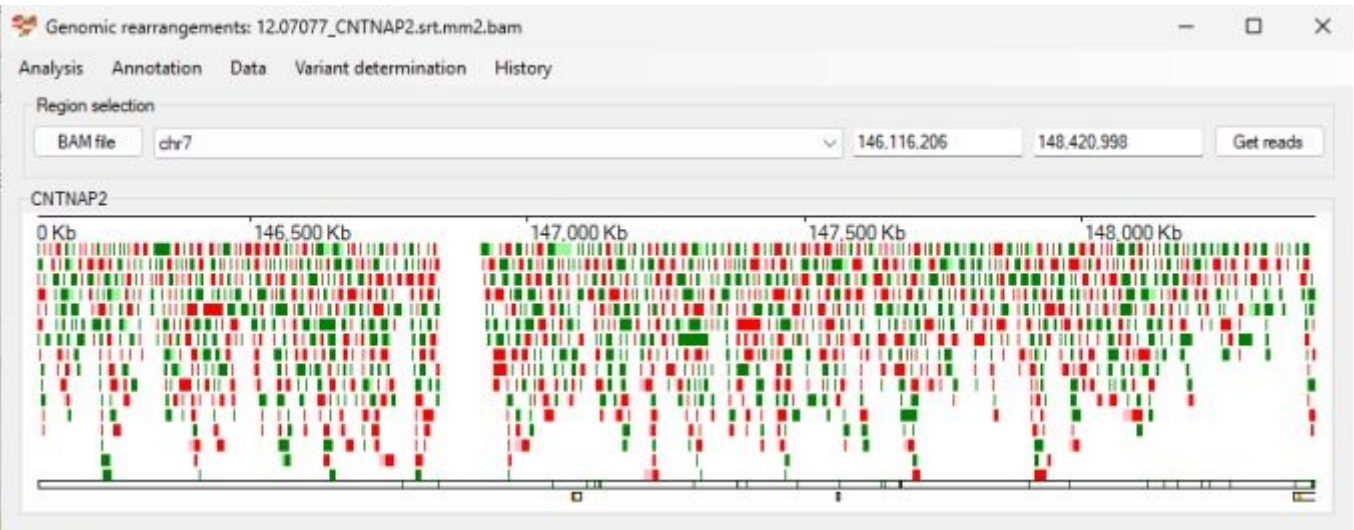 Genomic rearrangements: 12.07077_CNTNAP2.srt.mm2.bam
Analysis Annotation Data Variant determination History
Region selection
BAM file chr7 146,116,206 148,420,998 Get reads
CNTNAP2
0 Kb 146,500 Kb 147,000 Kb 147,500 Kb 148,000 Kb